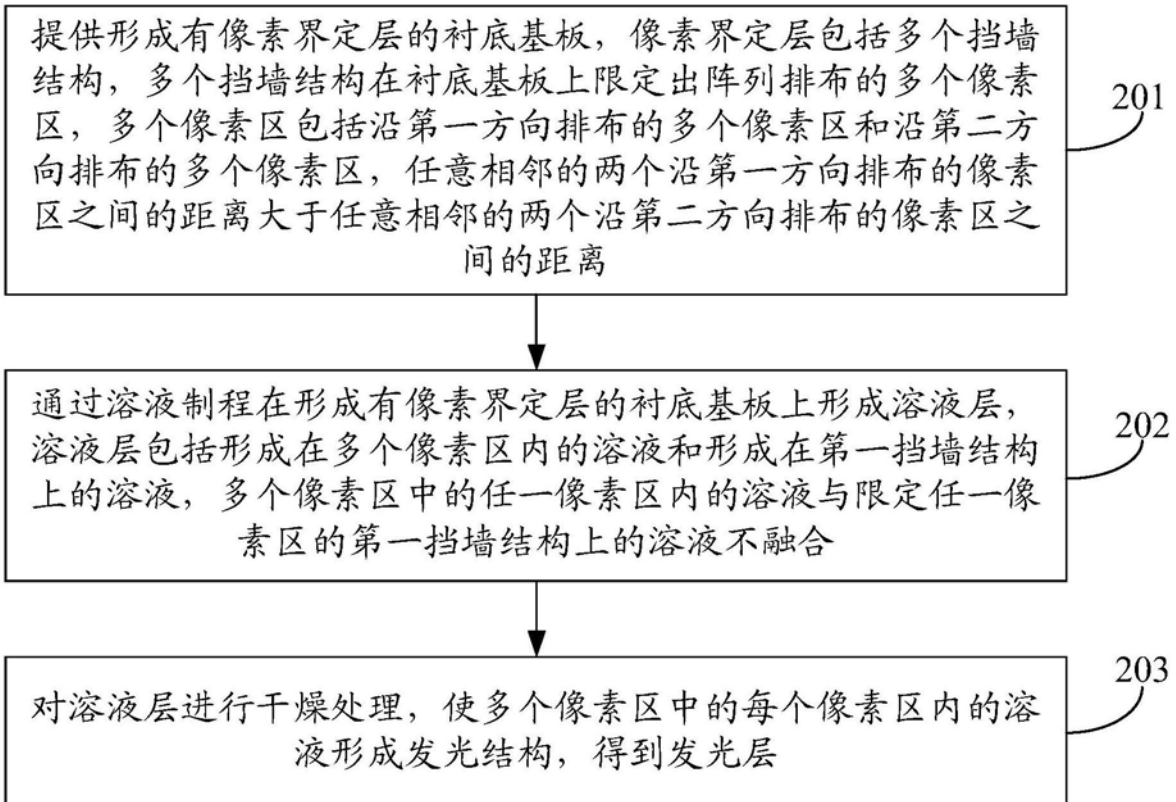 提供形成有像素界定层的衬底基板，像素界定层包括多个挡墙
结构，多个挡墙结构在衬底基板上限定出阵列排布的多个像素
区，多个像素区包括沿第一方向排布的多个像素区和沿第二方
向排布的多个像素区，任意相邻的两个沿第一方向排布的像素
区之间的距离大于任意相邻的两个沿第二方向排布的像素区之
间的距离
201
通过溶液制程在形成有像素界定层的衬底基板上形成溶液层，
溶液层包括形成在多个像素区内的溶液和形成在第一挡墙结构
上的溶液，多个像素区中的任一像素区内的溶液与限定任一像
素区的第一挡墙结构上的溶液不融合
202
对溶液层进行干燥处理，使多个像素区中的每个像素区内的溶
液形成发光结构，得到发光层
203